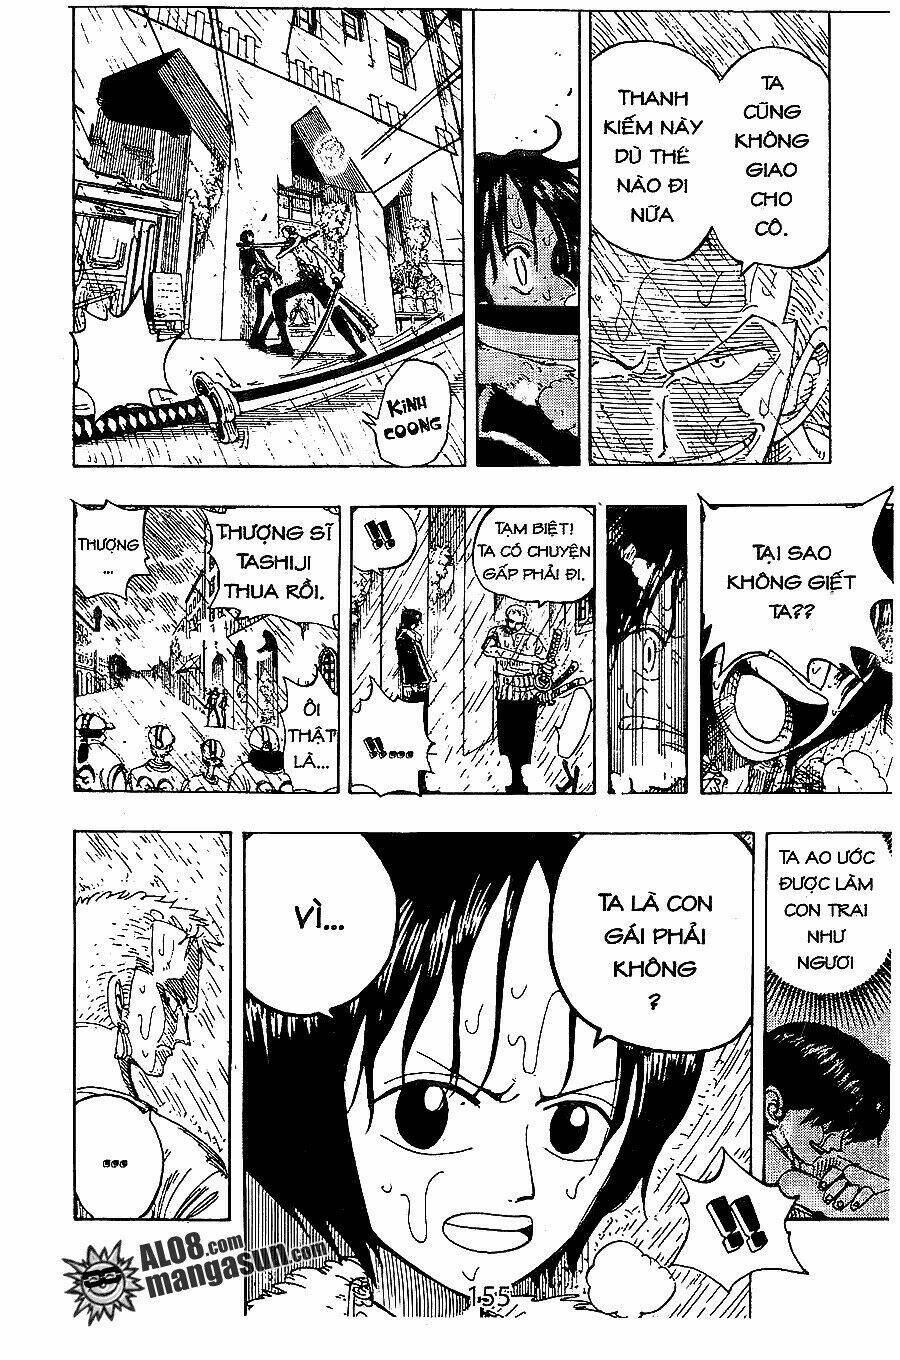 TA
CŨNG
KHÔNG
GIAO
CHO
CÔ.
THANH
KIẾM NÀY
DÙ THẾ
NÀO ĐI
NỮA
KÍNH
COONG
TẠI SAO
KHÔNG GIẾT
TA??
TẠM BIỆT!
TA CÓ CHUYỆN
GẤP PHẢI ĐI.
!!
!!.....
THƯỢNG SĨ
TASHIJI
THUA RỒI.
THƯỢNG
...
ÔI
THẬT
LÀ...
TA AO ƯỚC
ĐƯỢC LÀM
CON TRAI
NHƯ
NGƯƠI
TA LÀ CON
GÁI PHẢI
KHÔNG
?
VÌ...
!!
...
AL08.com
mangasun.com
155